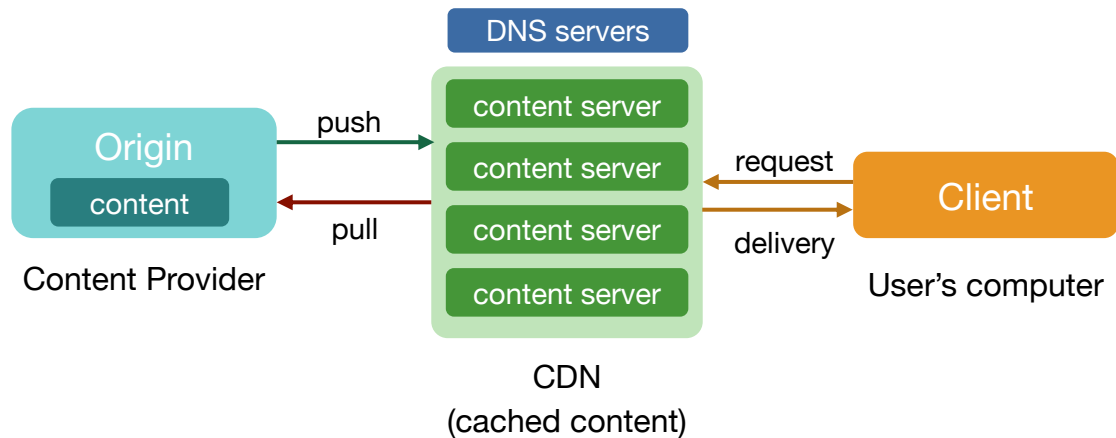 DNS servers
Origin
content
Content Provider
push
pull
content server
content server
content server
content server
CDN
(cached content)
request
delivery
Client
User’s computer